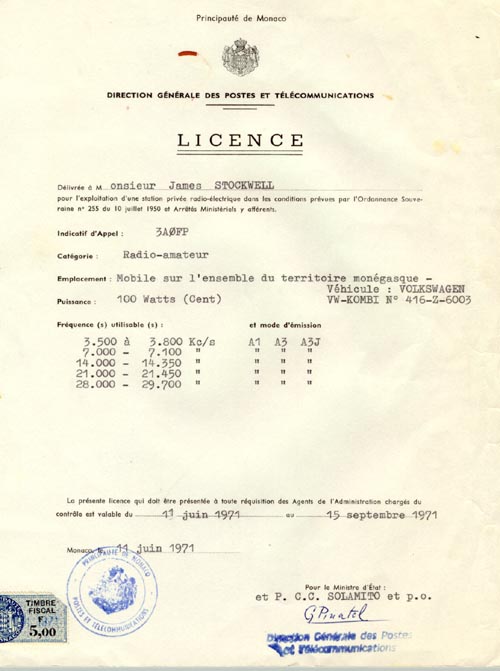 Principauté de Monaco
DIRECTION GÉNÉRALE DES POSTES ET TÉLÉCOMMUNICATIONS
LICENCE
Délivrée à M onsieur James STOCKWELL
pour l'exploitation d'une station privée radio-électrique dans les conditions prévues par l'Ordonnance Souve-
raine n° 255 du 10 juillet 1950 et Arrêtés Ministériels y afférents.
Indicatif d'Appel : 3AØFP
Catégorie : Radio-amateur
Emplacement : Mobile sur l'ensemble du territoire monégasque -
Véhicule : VOLKSWAGEN
Puissance : 100 Watts (Cent) VW-KOMBI N° 416-Z-6003
Fréquence (s) utilisable (s) : et mode d'émission
3.500 à 3.800 Kc/s A1 A3 A3J
7.000 - 7.100 " " " "
14.000 - 14.350 " " " "
21.000 - 21.450 " " " "
28.000 - 29.700 " " " "
La présente licence qui doit être présentée à toute réquisition des Agents de l'Administration chargés du
contrôle est valable du 11 juin 1971 au 15 septembre 1971
Monaco, le 11 juin 1971
PRINCIPAUTÉ DE MONACO
POSTES ET TÉLÉCOMMUNICATIONS
Pour le Ministre d'État :
et P. C.C. SOLAMITO et p.o.
TIMBRE
FISCAL
5,00
Direction Générale des Postes
et Télécommunications